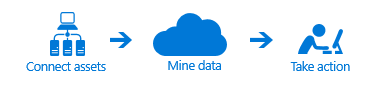 Connect assets
Mine data
Take action